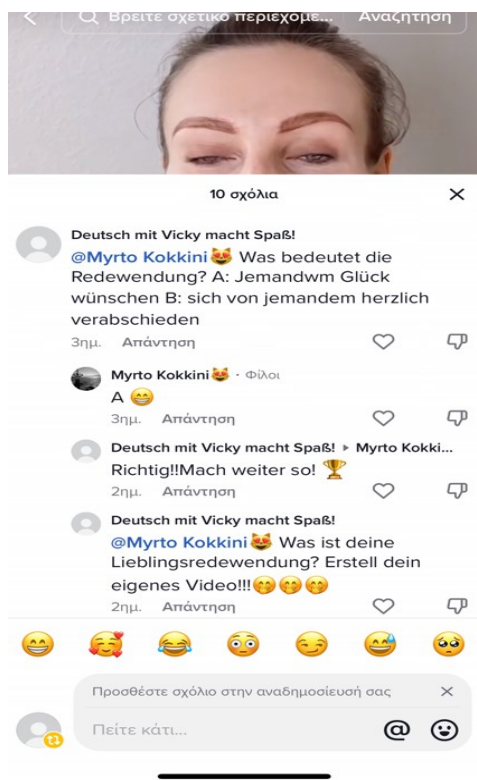 Βρείτε σχετικό περιεχόμε... Αναζήτηση
10 σχόλια
Deutsch mit Vicky macht Spaß!
@Myrto Kokkini😻 Was bedeutet die
Redewendung? A: Jemandwm Glück
wünschen B: sich von jemandem herzlich
verabschieden
3ημ. Απάντηση
Myrto Kokkini😻 · Φίλοι
A 😁
3ημ. Απάντηση
Deutsch mit Vicky macht Spaß! ▸ Myrto Kokki...
Richtig!!Mach weiter so! 🏆
2ημ. Απάντηση
Deutsch mit Vicky macht Spaß!
@Myrto Kokkini😻 Was ist deine
Lieblingsredewendung? Erstell dein
eigenes Video!!!🤭🤭🤭
2ημ. Απάντηση
Προσθέστε σχόλιο στην αναδημοσίευσή σας
Πείτε κάτι...